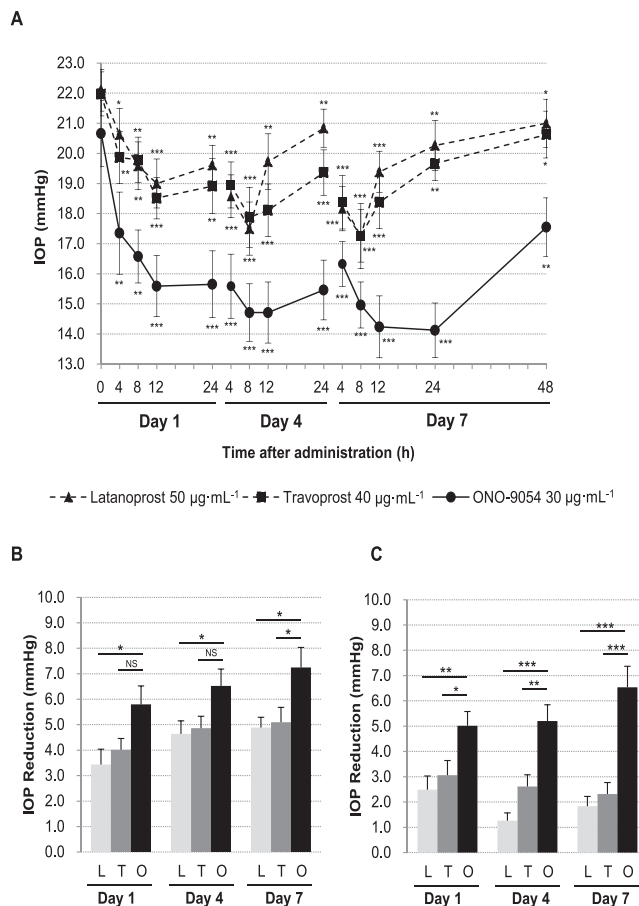 A
23.0
22.0
21.0
20.0
19.0
18.0
17.0
16.0
15.0
14.0
13.0
IOP (mmHg)
* ** *** ** *** ** ** *** ** *
** *** ** *** *** *** *** ** *
** ** *** *** *** *** *** *** *** *** *** **
0 4 8 12 24 4 8 12 24 4 8 12 24 48
Day 1 Day 4 Day 7
Time after administration (h)
Latanoprost 50 µg·mL⁻¹ Travoprost 40 µg·mL⁻¹ ONO-9054 30 µg·mL⁻¹
B
10.0
9.0
8.0
7.0
6.0
5.0
4.0
3.0
2.0
1.0
0.0
IOP Reduction (mmHg)
* * *
NS NS *
L T O L T O L T O
Day 1 Day 4 Day 7
C
10.0
9.0
8.0
7.0
6.0
5.0
4.0
3.0
2.0
1.0
0.0
IOP Reduction (mmHg)
** *** ***
* ** ***
L T O L T O L T O
Day 1 Day 4 Day 7